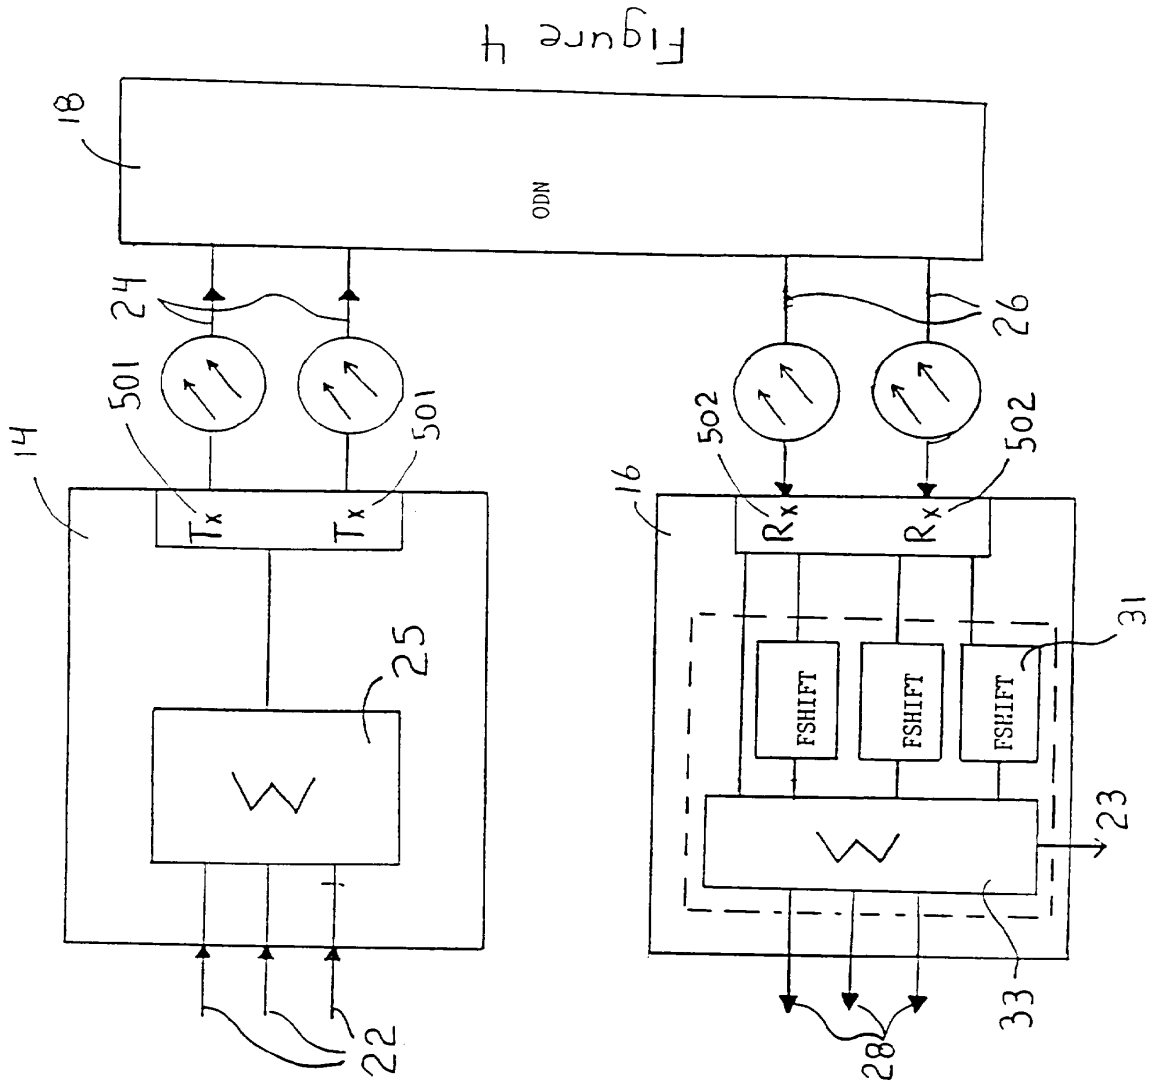 Figure 4
18
ODN
24
501
501
14
Tx
Tx
25
Σ
22
26
502
502
16
Rx
Rx
31
FSHIFT
FSHIFT
FSHIFT
Σ
23
33
28